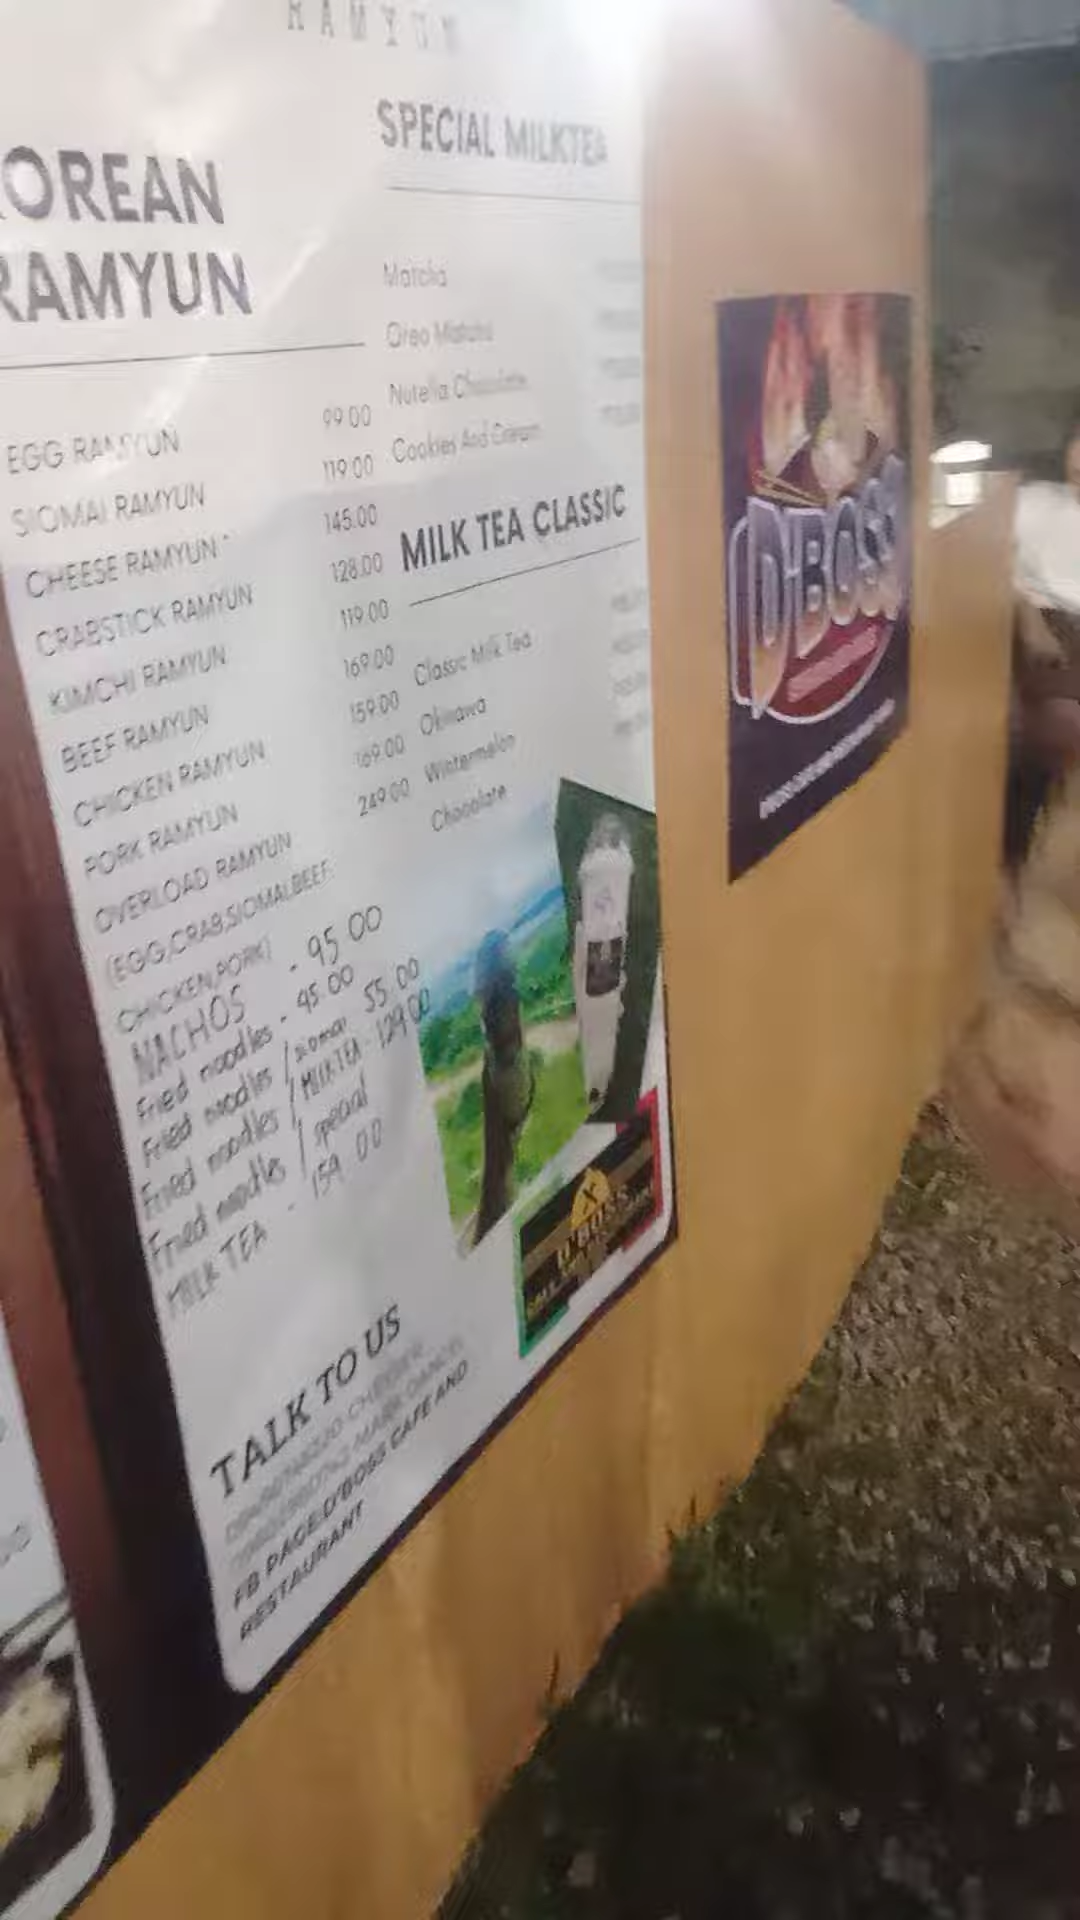 RAMYUN
OREAN
RAMYUN
EGG RAMYUN 99.00
SIOMAI RAMYUN 119.00
CHEESE RAMYUN 145.00
CRABSTICK RAMYUN 128.00
KIMCHI RAMYUN 119.00
BEEF RAMYUN 169.00
CHICKEN RAMYUN 159.00
PORK RAMYUN 169.00
OVERLOAD RAMYUN 249.00
(EGG,CRAB,SIOMAI,BEEF,
CHICKEN,PORK)
NACHOS - 95.00
Fried noodles - 45.00
Fried noodles / siomai 55.00
Fried noodles / MILKTEA - 129.00
Fried noodles / special
MILK TEA - 159.00
SPECIAL MILKTEA
Matcha
Oreo Matcha
Nutella Chocolate
Cookies And Cream
MILK TEA CLASSIC
Classic Milk Tea
Okinawa
Wintermelon
Chocolate
TALK TO US
FB PAGE:D'BOSS CAFE AND
RESTAURANT
D'BOSS